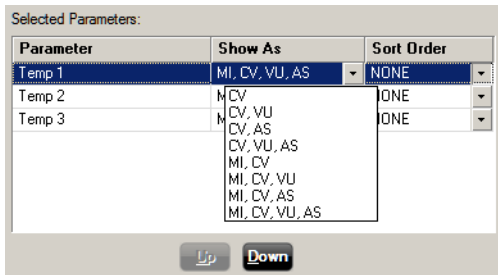 Selected Parameters:
Parameter Show As Sort Order
Temp 1 MI, CV, VU, AS NONE
Temp 2
Temp 3
CV
CV, VU
CV, AS
CV, VU, AS
MI, CV
MI, CV, VU
MI, CV, AS
MI, CV, VU, AS
Up Down